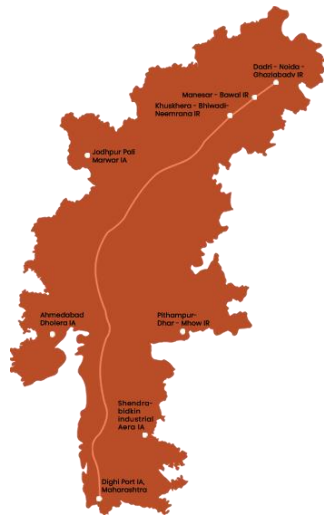 Dadri - Noida -
Ghaziabadv IR
Manesar - Bawal IR
Khushkhera - Bhiwadi-
Neemrana IR
Jodhpur Pali
Marwar IA
Ahmedabad
Dholera IA
Pithampur-
Dhar - Mhow IR
Shendra-
bidkin
industrial
Aera IA
Dighi Port IA,
Maharashtra